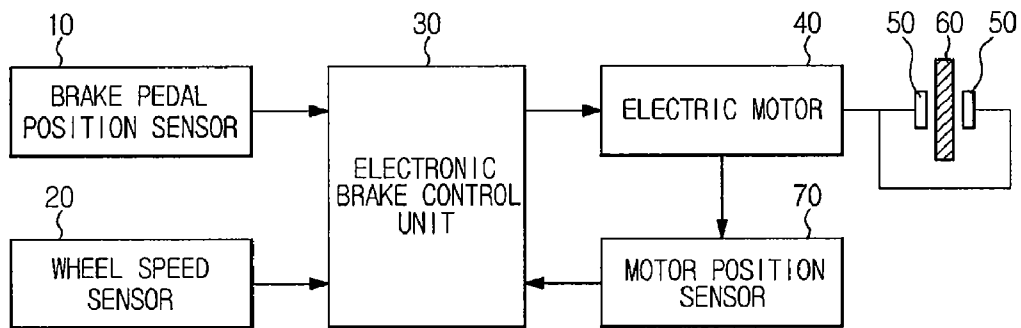 10
BRAKE PEDAL
POSITION SENSOR
20
WHEEL SPEED
SENSOR
30
ELECTRONIC
BRAKE CONTROL
UNIT
40
ELECTRIC MOTOR
50
60
50
70
MOTOR POSITION
SENSOR